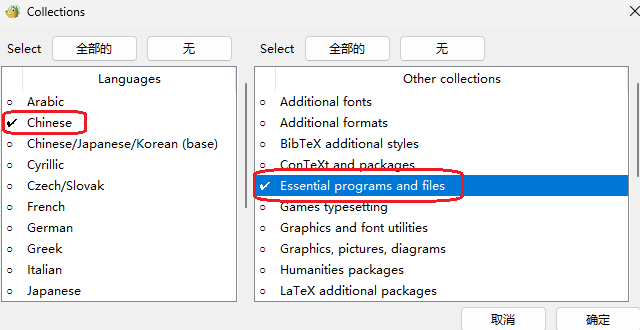 Collections
Select 全部的 无 Select 全部的 无
Languages
Arabic
Chinese
Chinese/Japanese/Korean (base)
Cyrillic
Czech/Slovak
French
German
Greek
Italian
Japanese
Other collections
Additional fonts
Additional formats
BibTeX additional styles
ConTeXt and packages
Essential programs and files
Games typesetting
Graphics and font utilities
Graphics, pictures, diagrams
Humanities packages
LaTeX additional packages
取消 确定